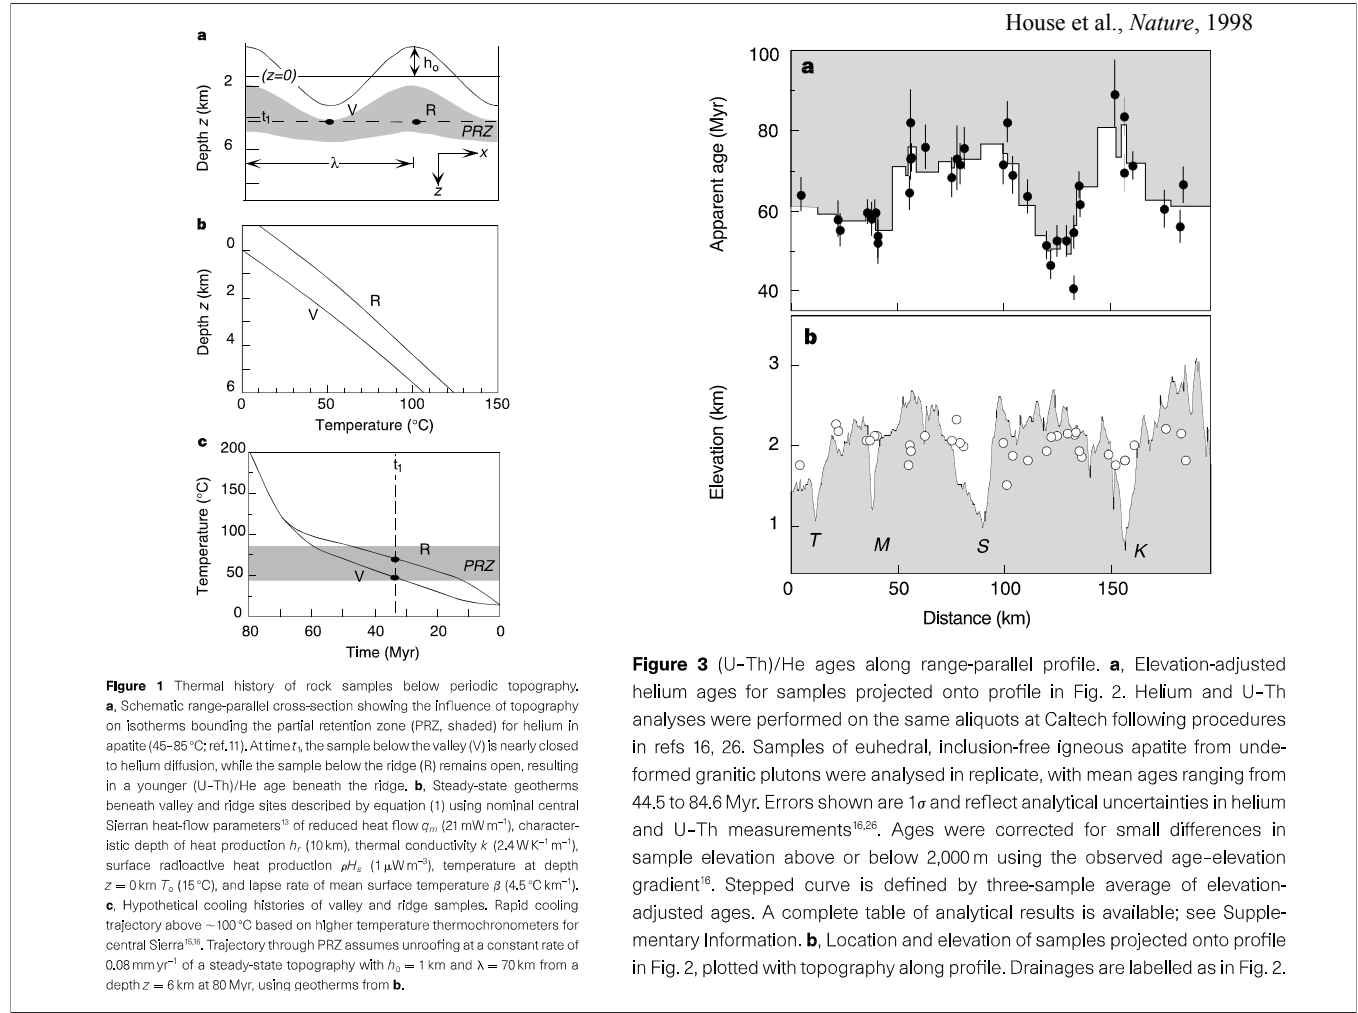 House et al., Nature, 1998
a
(z=0)
h₀
2
t₁
V
R
PRZ
6
λ
x
z
Depth z (km)
b
0
2
4
6
R
V
Depth z (km)
0
50
100
150
Temperature (°C)
c
200
150
100
50
0
t₁
R
V
PRZ
Temperature (°C)
80
60
40
20
0
Time (Myr)
Figure 1 Thermal history of rock samples below periodic topography.
a, Schematic range-parallel cross-section showing the influence of topography
on isotherms bounding the partial retention zone (PRZ, shaded) for helium in
apatite (45–85 °C; ref. 11). At time t₁, the sample below the valley (V) is nearly closed
to helium diffusion, while the sample below the ridge (R) remains open, resulting
in a younger (U–Th)/He age beneath the ridge. b, Steady-state geotherms
beneath valley and ridge sites described by equation (1) using nominal central
Sierran heat-flow parameters¹³ of reduced heat flow qₘ (21 mW m⁻²), character-
istic depth of heat production hᵣ (10 km), thermal conductivity k (2.4 W K⁻¹ m⁻¹),
surface radioactive heat production ρHₛ (1 μW m⁻³), temperature at depth
z = 0 km T₀ (15 °C), and lapse rate of mean surface temperature β (4.5 °C km⁻¹).
c, Hypothetical cooling histories of valley and ridge samples. Rapid cooling
trajectory above ~100 °C based on higher temperature thermochronometers for
central Sierra¹⁵,¹⁶. Trajectory through PRZ assumes unroofing at a constant rate of
0.08 mm yr⁻¹ of a steady-state topography with h₀ = 1 km and λ = 70 km from a
depth z = 6 km at 80 Myr, using geotherms from b.
a
100
80
60
40
Apparent age (Myr)
b
3
2
1
Elevation (km)
T
M
S
K
0
50
100
150
Distance (km)
Figure 3 (U–Th)/He ages along range-parallel profile. a, Elevation-adjusted
helium ages for samples projected onto profile in Fig. 2. Helium and U–Th
analyses were performed on the same aliquots at Caltech following procedures
in refs 16, 26. Samples of euhedral, inclusion-free igneous apatite from unde-
formed granitic plutons were analysed in replicate, with mean ages ranging from
44.5 to 84.6 Myr. Errors shown are 1σ and reflect analytical uncertainties in helium
and U–Th measurements¹⁶,²⁶. Ages were corrected for small differences in
sample elevation above or below 2,000 m using the observed age–elevation
gradient¹⁶. Stepped curve is defined by three-sample average of elevation-
adjusted ages. A complete table of analytical results is available; see Supple-
mentary Information. b, Location and elevation of samples projected onto profile
in Fig. 2, plotted with topography along profile. Drainages are labelled as in Fig. 2.